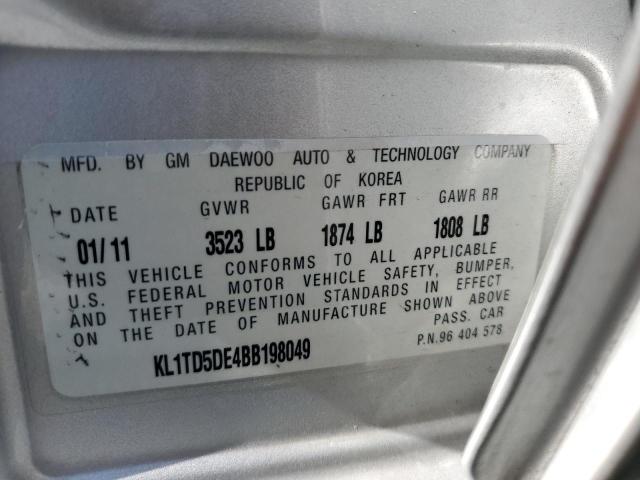 MFD. BY GM DAEWOO AUTO & TECHNOLOGY COMPANY
REPUBLIC OF KOREA
DATE GVWR GAWR FRT GAWR RR
01/11 3523 LB 1874 LB 1808 LB
THIS VEHICLE CONFORMS TO ALL APPLICABLE
U.S. FEDERAL MOTOR VEHICLE SAFETY, BUMPER,
AND THEFT PREVENTION STANDARDS IN EFFECT
ON THE DATE OF MANUFACTURE SHOWN ABOVE
PASS. CAR
KL1TD5DE4BB198049 P.N.96 404 578